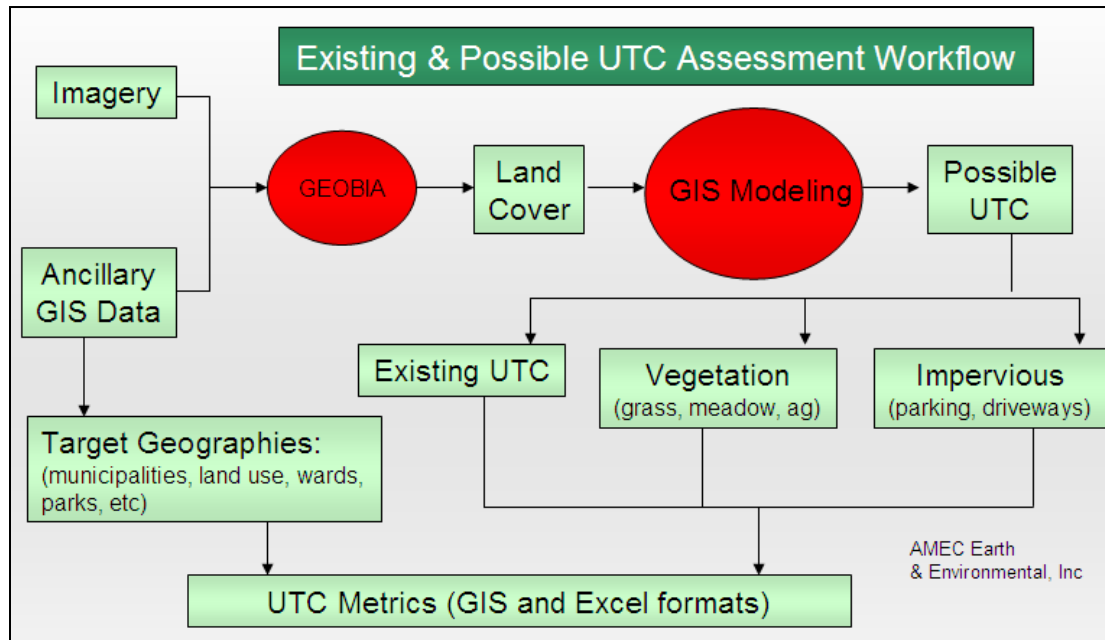 Existing & Possible UTC Assessment Workflow
Imagery
GEOBIA
Land
Cover
GIS Modeling
Possible
UTC
Ancillary
GIS Data
Existing UTC
Vegetation
(grass, meadow, ag)
Impervious
(parking, driveways)
Target Geographies:
(municipalities, land use, wards,
parks, etc)
AMEC Earth
& Environmental, Inc
UTC Metrics (GIS and Excel formats)